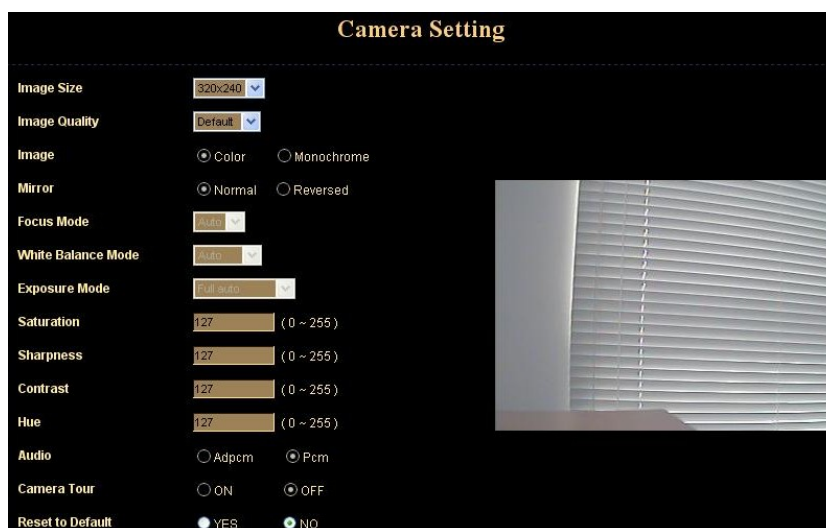 Camera Setting
Image Size 320x240
Image Quality Default
Image Color Monochrome
Mirror Normal Reversed
Focus Mode Auto
White Balance Mode Auto
Exposure Mode Full auto
Saturation 127 ( 0 ~ 255 )
Sharpness 127 ( 0 ~ 255 )
Contrast 127 ( 0 ~ 255 )
Hue 127 ( 0 ~ 255 )
Audio Adpcm Pcm
Camera Tour ON OFF
Reset to Default YES NO